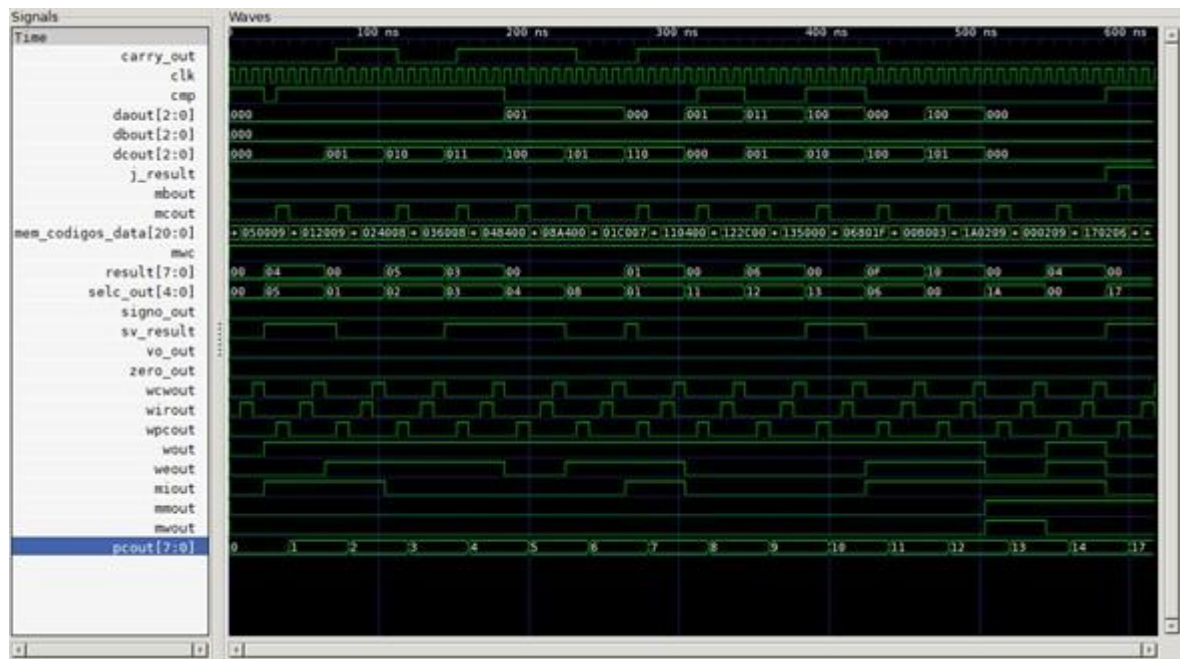 Signals Waves
Time 100 ns 200 ns 300 ns 400 ns 500 ns 600 ns
carry_out
clk
cmp
daout[2:0] 000 001 000 001 011 100 000 100 000
dbout[2:0] 000
dcout[2:0] 000 001 010 011 100 101 110 000 001 010 100 101 000
j_result
mbout
mcout
mem_codigos_data[20:0] + 050009 + 012009 + 024008 + 036008 + 048400 + 08A400 + 01C007 + 110400 + 122C00 + 135000 + 06801F + 008003 + 1A0209 + 000209 + 170206 +
mwc
result[7:0] 00 04 00 05 03 00 01 00 06 00 0F 10 00 04 00
selc_out[4:0] 00 05 01 02 03 04 08 01 11 12 13 06 00 1A 00 17
signo_out
sv_result
vo_out
zero_out
wcwout
wirout
wpcout
wout
weout
miout
mmout
mwout
pcout[7:0] 0 1 2 3 4 5 6 7 8 9 10 11 12 13 14 17